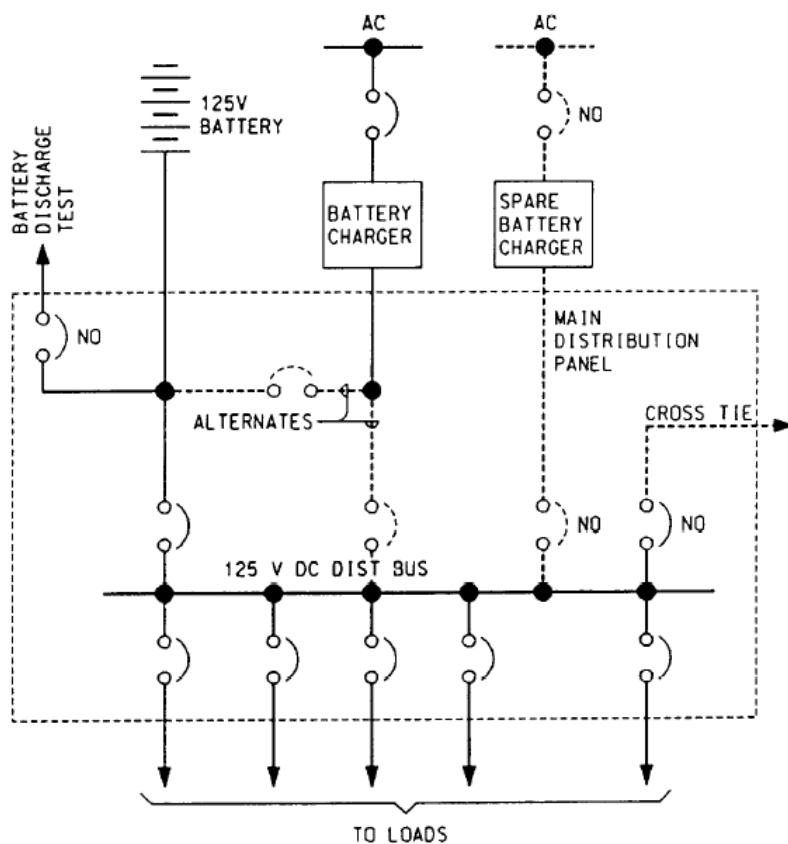 AC
AC
125V
BATTERY
NO
BATTERY
DISCHARGE
TEST
BATTERY
CHARGER
SPARE
BATTERY
CHARGER
NO
MAIN
DISTRIBUTION
PANEL
ALTERNATES
CROSS TIE
NO
NO
125 V DC DIST BUS
TO LOADS